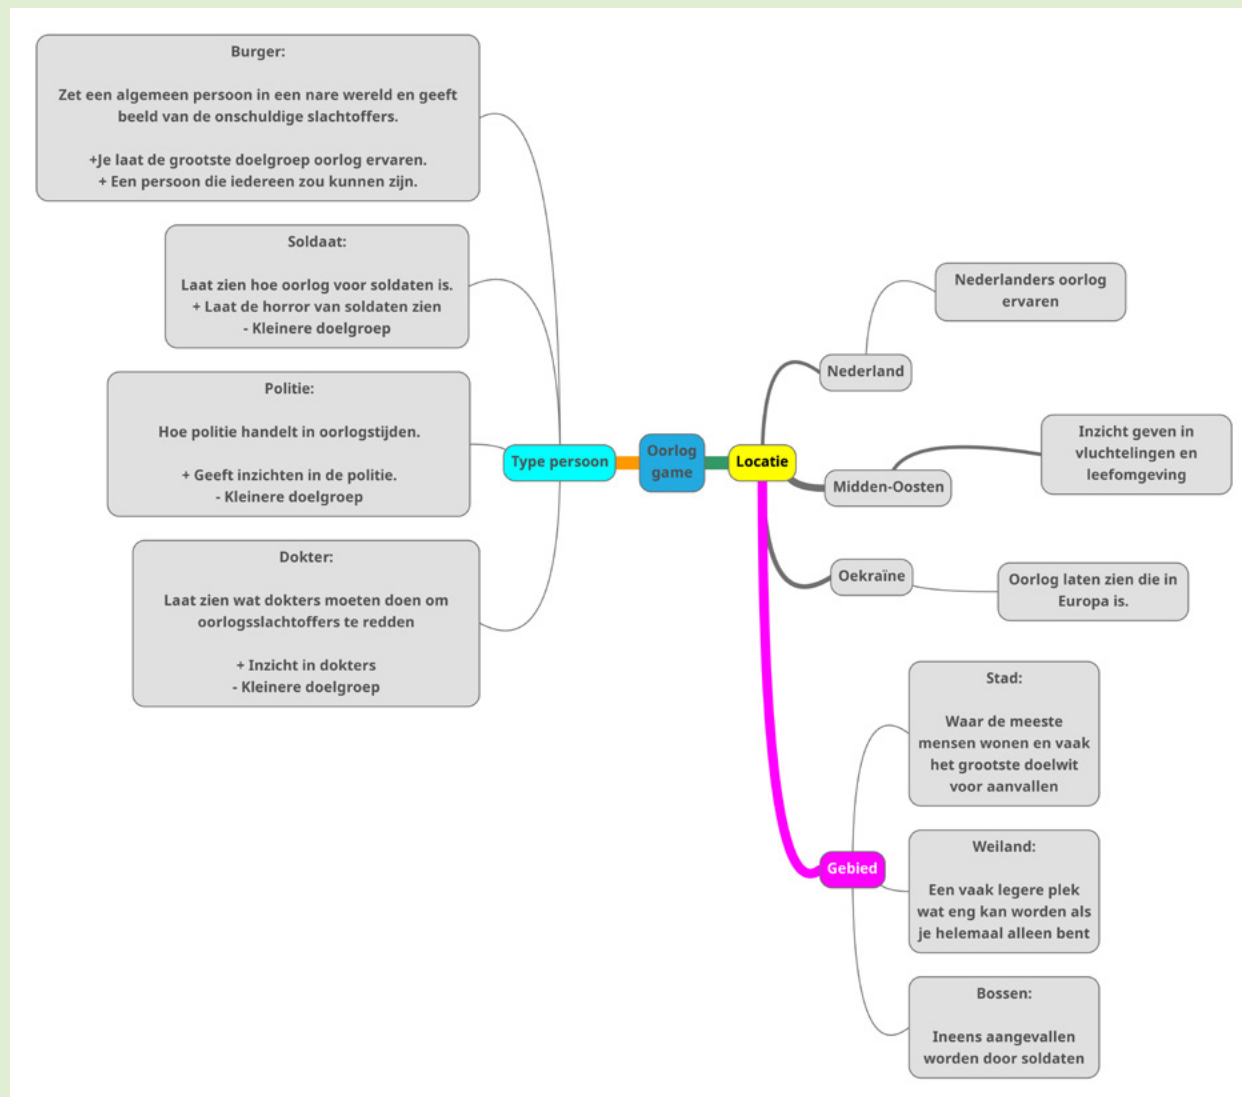 Burger:
Zet een algemeen persoon in een nare wereld en geeft
beeld van de onschuldige slachtoffers.
+Je laat de grootste doelgroep oorlog ervaren.
+ Een persoon die iedereen zou kunnen zijn.
Soldaat:
Laat zien hoe oorlog voor soldaten is.
+ Laat de horror van soldaten zien
- Kleinere doelgroep
Politie:
Hoe politie handelt in oorlogstijden.
+ Geeft inzichten in de politie.
- Kleinere doelgroep
Dokter:
Laat zien wat dokters moeten doen om
oorlogsslachtoffers te redden
+ Inzicht in dokters
- Kleinere doelgroep
Type persoon
Oorlog
game
Locatie
Nederland
Nederlanders oorlog
ervaren
Midden-Oosten
Inzicht geven in
vluchtelingen en
leefomgeving
Oekraïne
Oorlog laten zien die in
Europa is.
Gebied
Stad:
Waar de meeste
mensen wonen en vaak
het grootste doelwit
voor aanvallen
Weiland:
Een vaak legere plek
wat eng kan worden als
je helemaal alleen bent
Bossen:
Ineens aangevallen
worden door soldaten